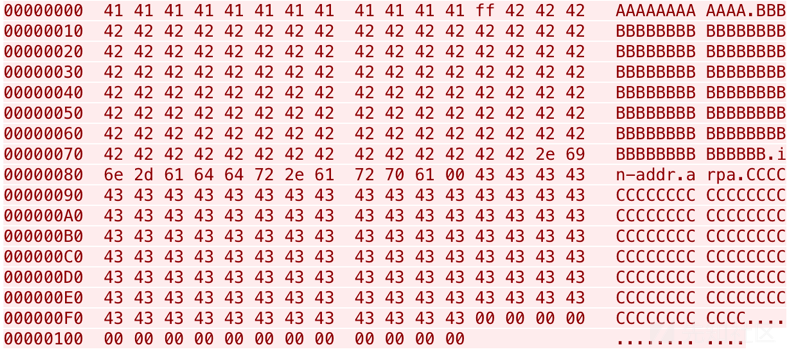 00000000 41 41 41 41 41 41 41 41 41 41 41 41 ff 42 42 42 AAAAAAAA AAAA.BBB
00000010 42 42 42 42 42 42 42 42 42 42 42 42 42 42 42 42 BBBBBBBB BBBBBBBB
00000020 42 42 42 42 42 42 42 42 42 42 42 42 42 42 42 42 BBBBBBBB BBBBBBBB
00000030 42 42 42 42 42 42 42 42 42 42 42 42 42 42 42 42 BBBBBBBB BBBBBBBB
00000040 42 42 42 42 42 42 42 42 42 42 42 42 42 42 42 42 BBBBBBBB BBBBBBBB
00000050 42 42 42 42 42 42 42 42 42 42 42 42 42 42 42 42 BBBBBBBB BBBBBBBB
00000060 42 42 42 42 42 42 42 42 42 42 42 42 42 42 42 42 BBBBBBBB BBBBBBBB
00000070 42 42 42 42 42 42 42 42 42 42 42 42 42 42 2e 69 BBBBBBBB BBBBBB.i
00000080 6e 2d 61 64 64 72 2e 61 72 70 61 00 43 43 43 43 n-addr.a rpa.CCCC
00000090 43 43 43 43 43 43 43 43 43 43 43 43 43 43 43 43 CCCCCCCC CCCCCCCC
000000A0 43 43 43 43 43 43 43 43 43 43 43 43 43 43 43 43 CCCCCCCC CCCCCCCC
000000B0 43 43 43 43 43 43 43 43 43 43 43 43 43 43 43 43 CCCCCCCC CCCCCCCC
000000C0 43 43 43 43 43 43 43 43 43 43 43 43 43 43 43 43 CCCCCCCC CCCCCCCC
000000D0 43 43 43 43 43 43 43 43 43 43 43 43 43 43 43 43 CCCCCCCC CCCCCCCC
000000E0 43 43 43 43 43 43 43 43 43 43 43 43 43 43 43 43 CCCCCCCC CCCCCCCC
000000F0 43 43 43 43 43 43 43 43 43 43 43 43 00 00 00 00 CCCCCCCC CCCC....
00000100 00 00 00 00 00 00 00 00 00 00 00 00 ........ ....